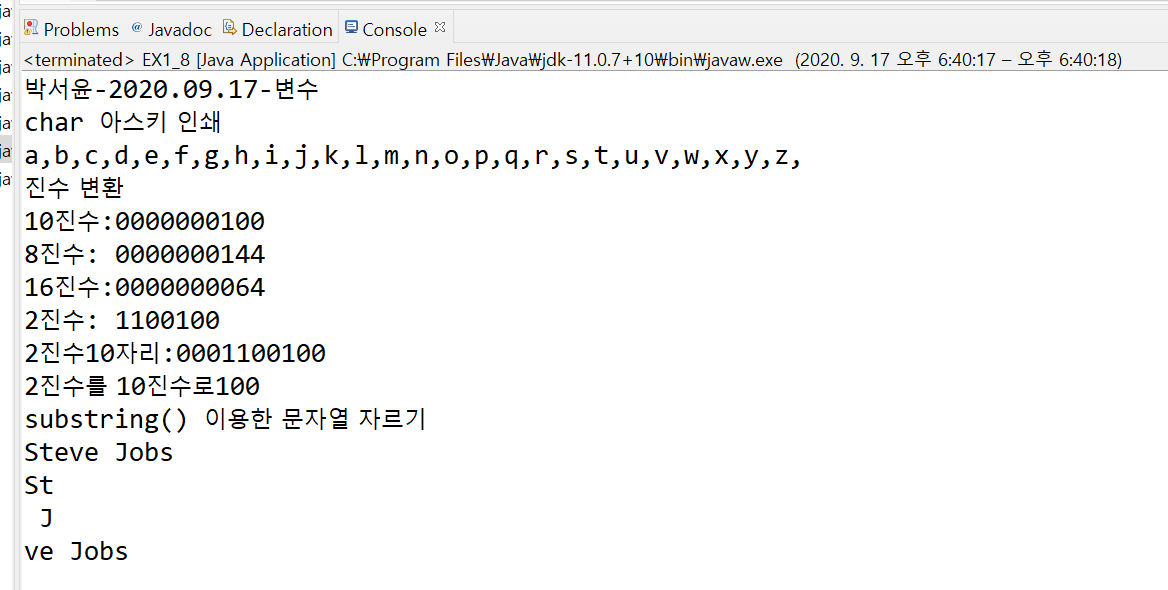 Problems @ Javadoc Declaration Console
<terminated> EX1_8 [Java Application] C:₩Program Files₩Java₩jdk-11.0.7+10₩bin₩javaw.exe (2020. 9. 17 오후 6:40:17 – 오후 6:40:18)
박서윤-2020.09.17-변수
char 아스키 인쇄
a,b,c,d,e,f,g,h,i,j,k,l,m,n,o,p,q,r,s,t,u,v,w,x,y,z,
진수 변환
10진수:0000000100
8진수: 0000000144
16진수:0000000064
2진수: 1100100
2진수10자리:0001100100
2진수를 10진수로100
substring() 이용한 문자열 자르기
Steve Jobs
St
 J
ve Jobs